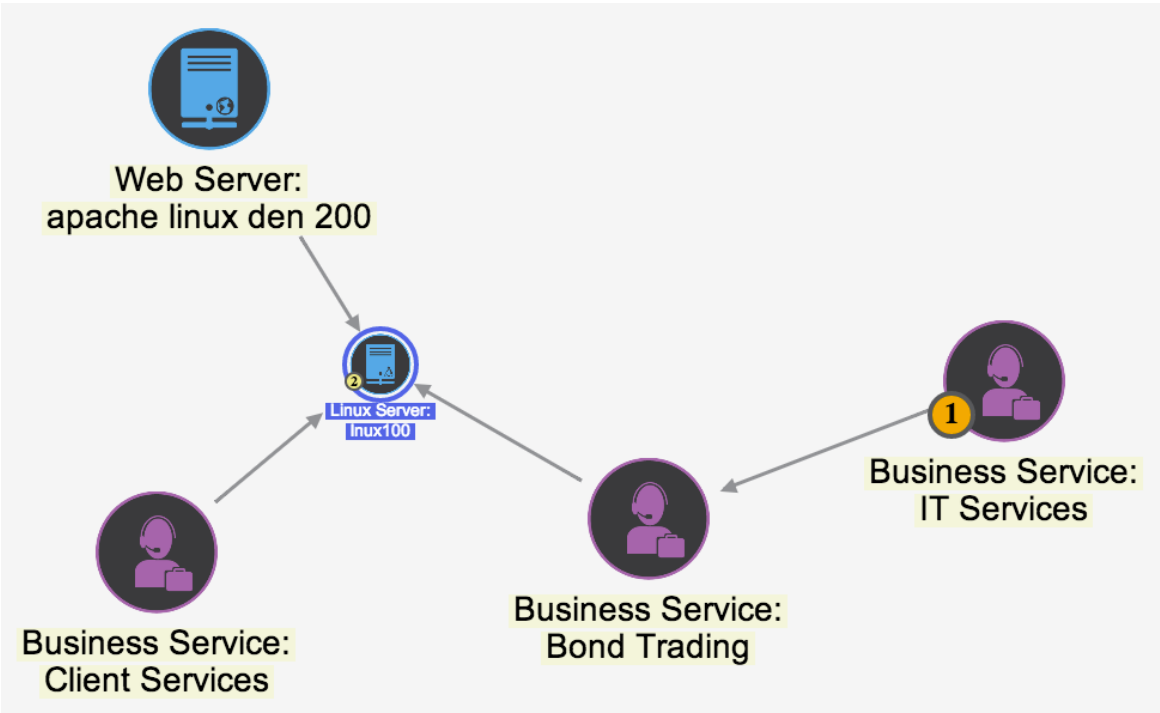 Web Server:
apache linux den 200
2
Linux Server:
lnux100
1
Business Service:
IT Services
Business Service:
Bond Trading
Business Service:
Client Services